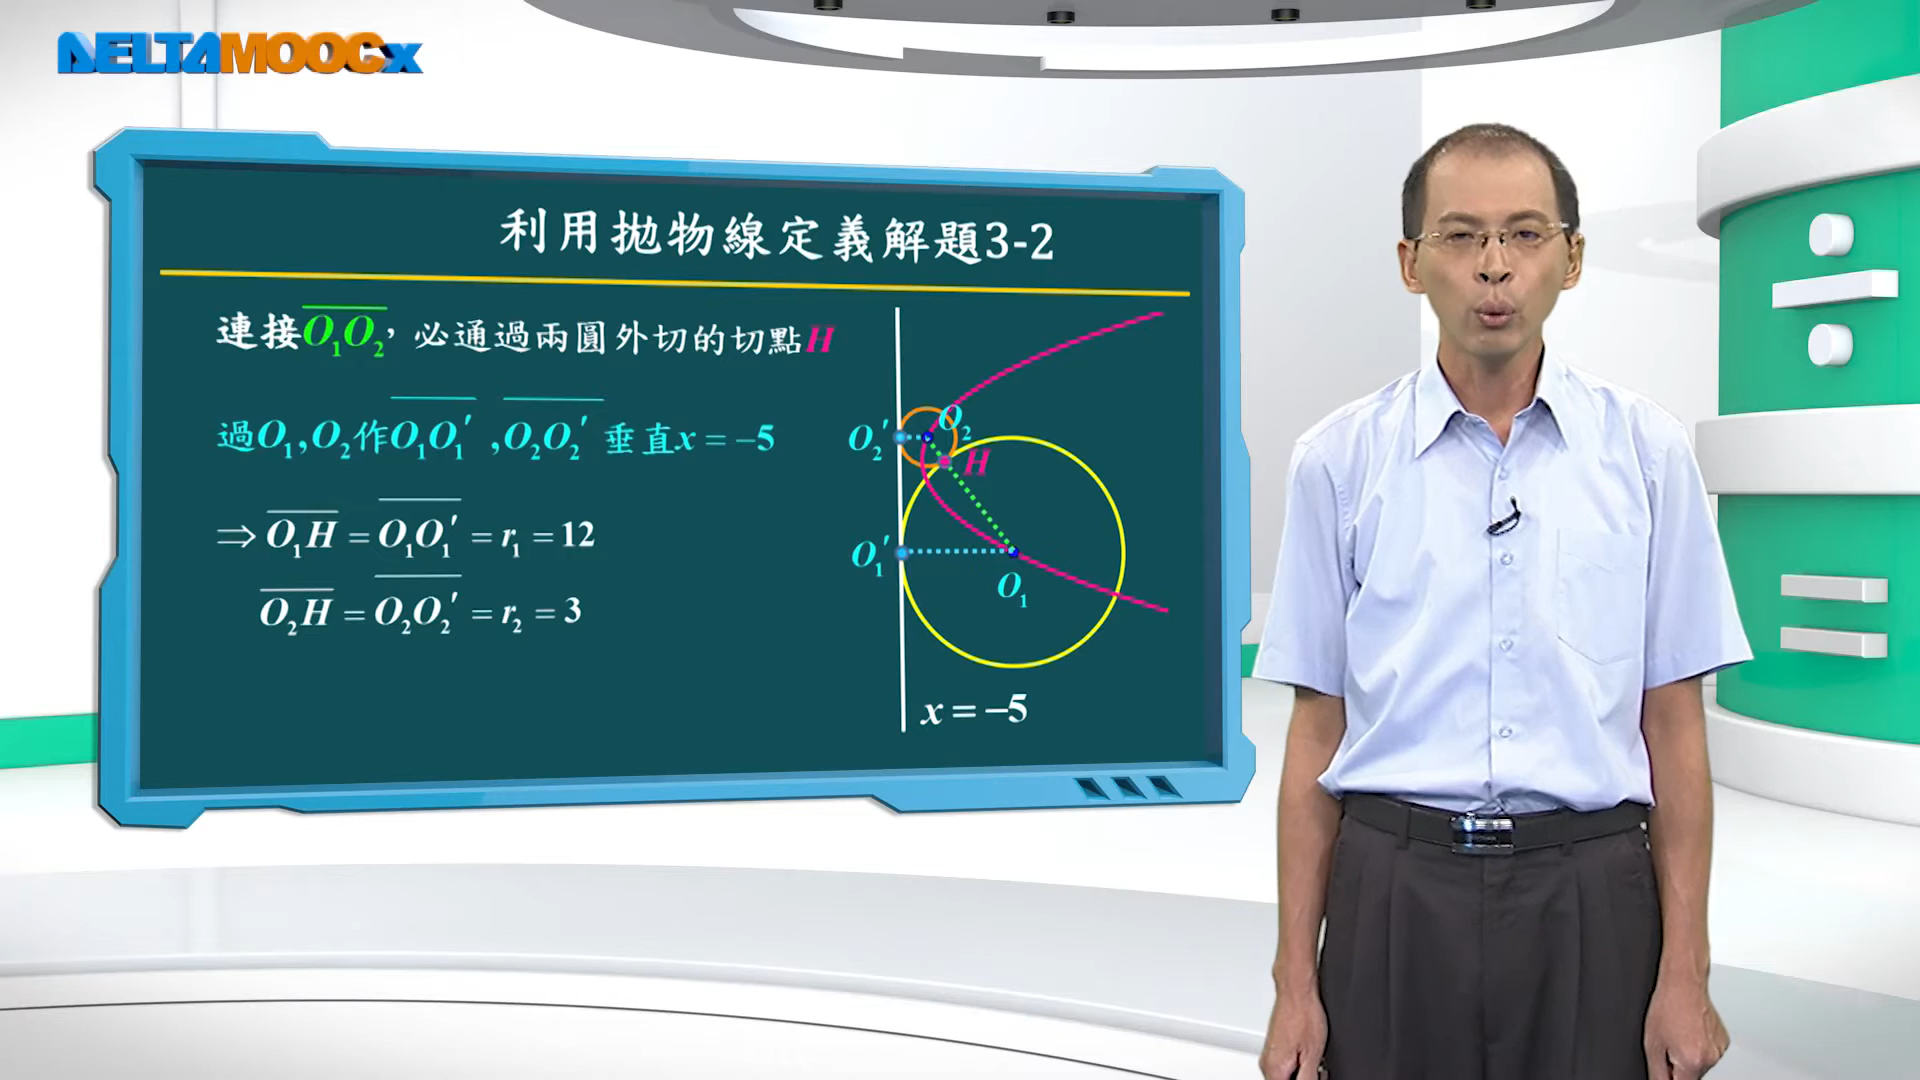 DELTAMOOCx
利用拋物線定義解題3-2
連接O₁O₂，必通過兩圓外切的切點H
過O₁,O₂作O₁O₁′,O₂O₂′垂直x=–5
⇒O₁H=O₁O₁′=r₁=12
O₂H=O₂O₂′=r₂=3
O₂′
O₂
H
O₁′
O₁
x=–5